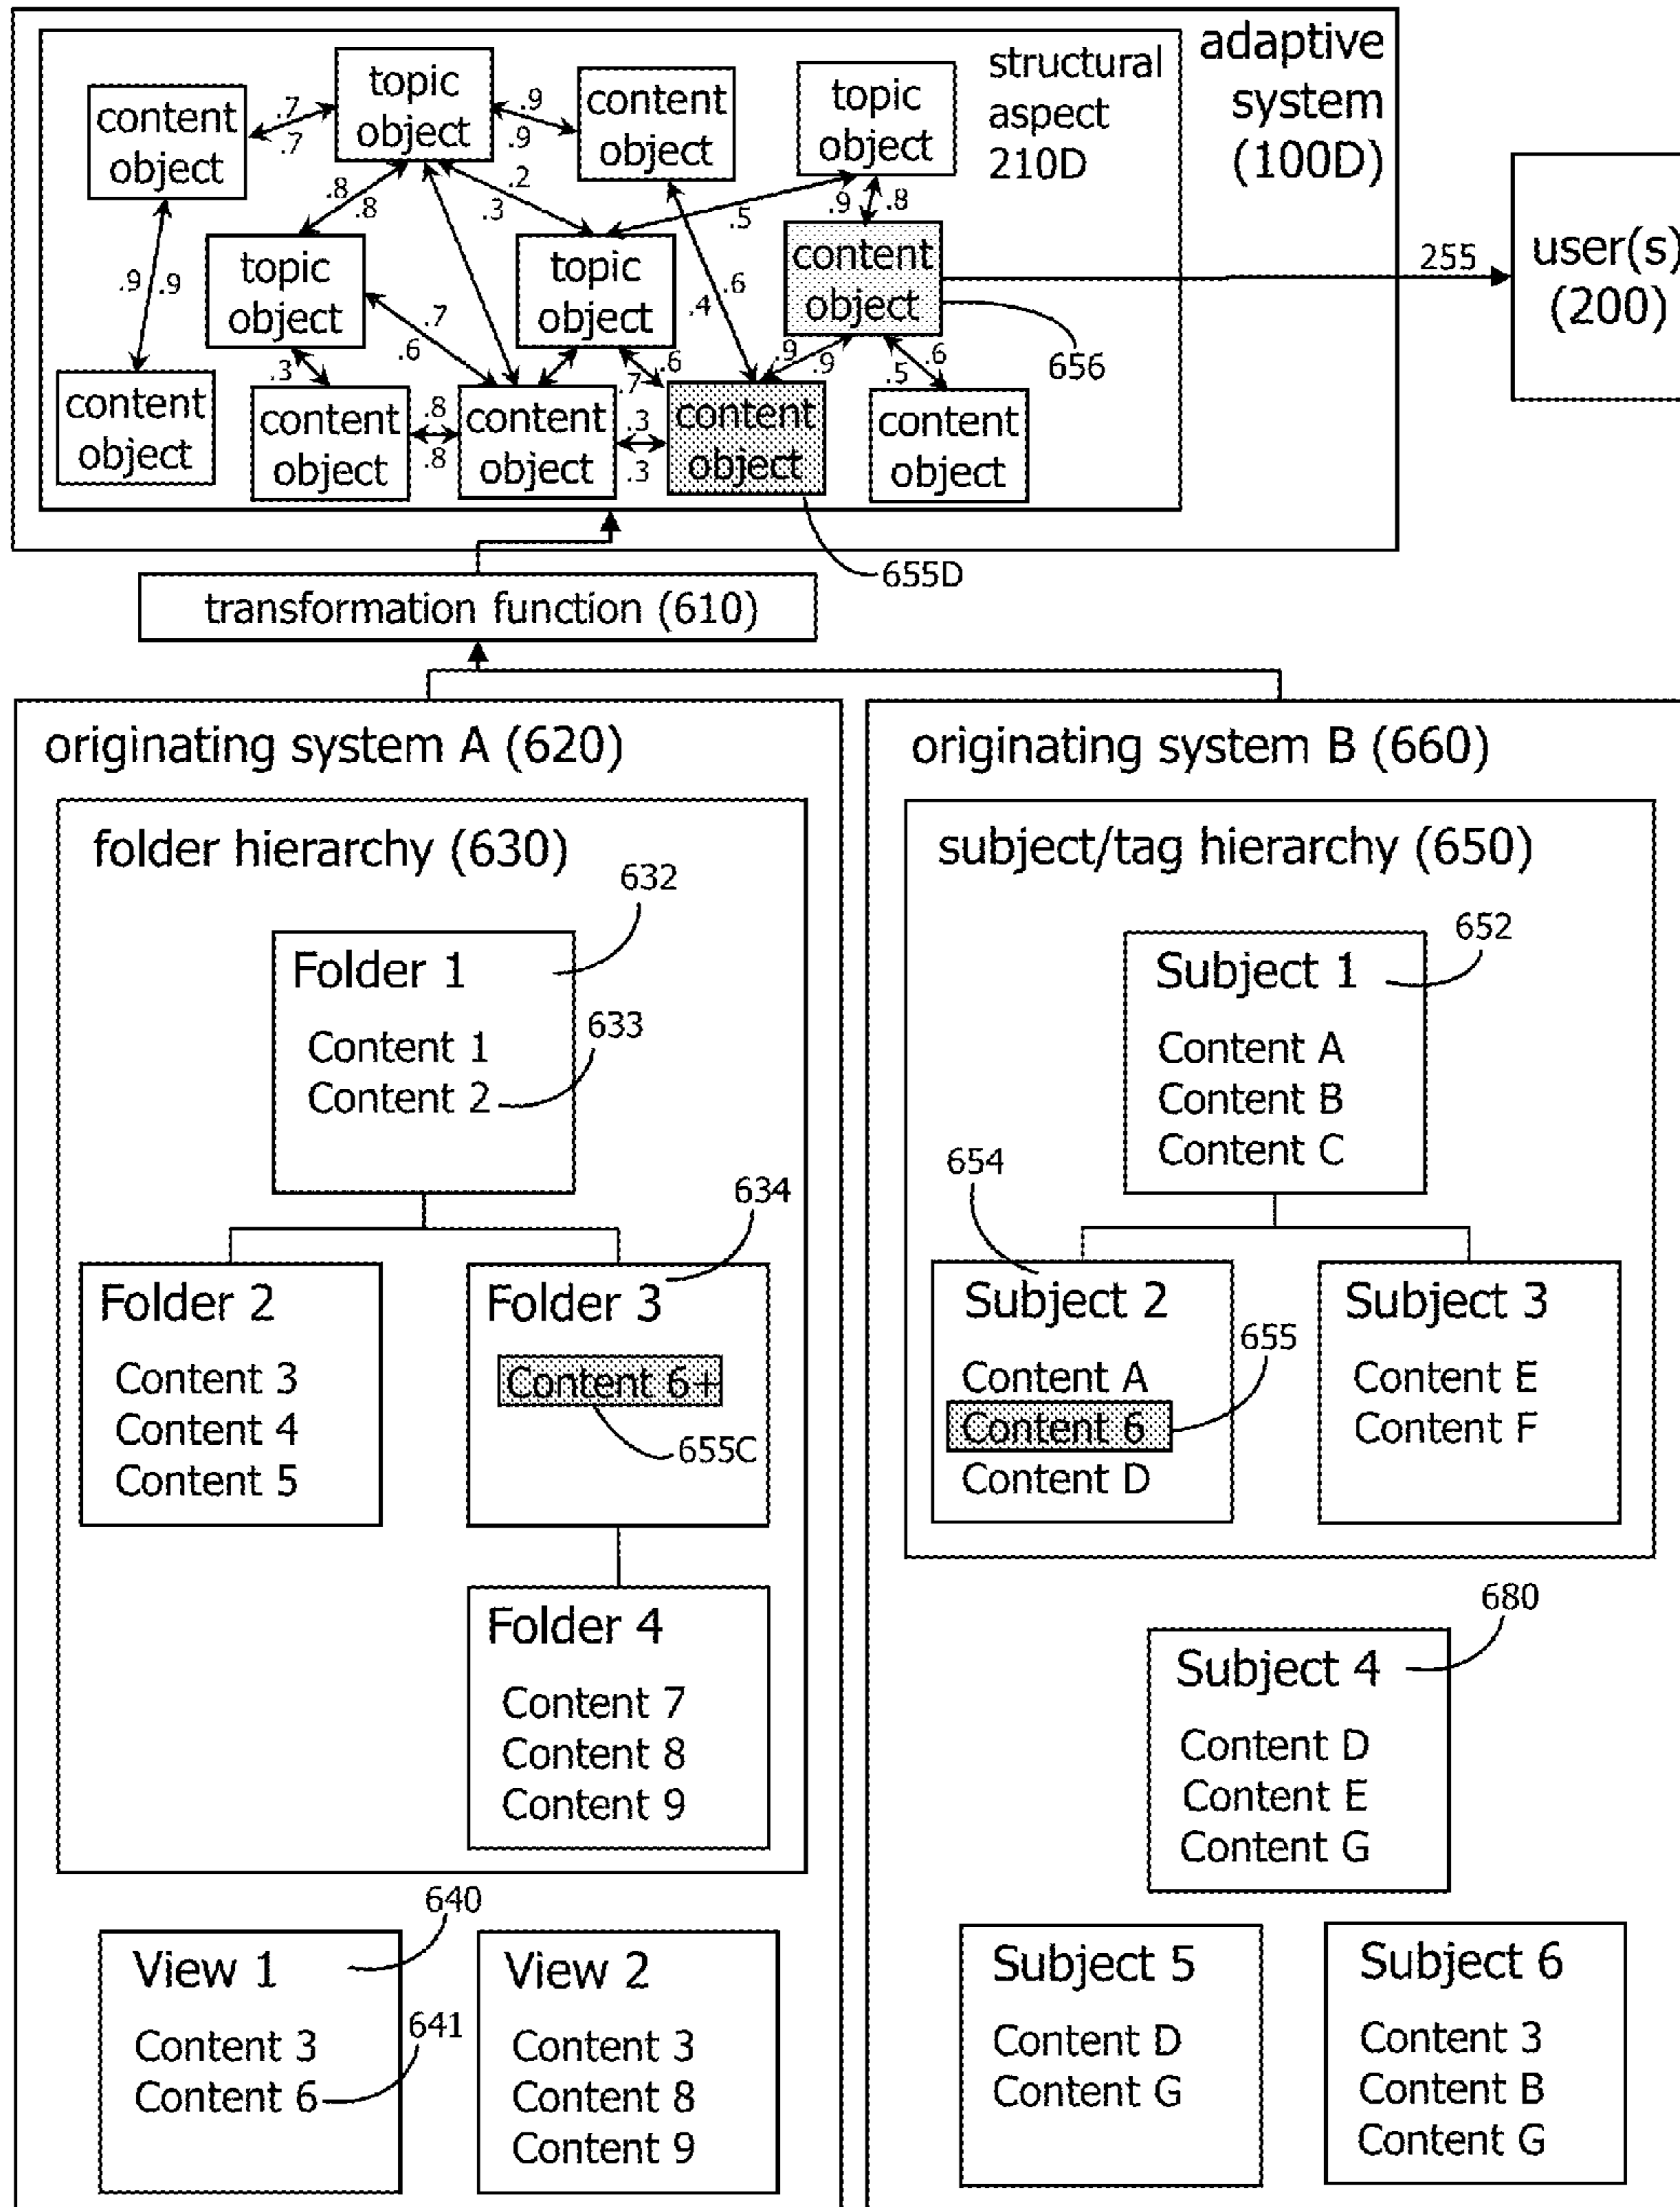 adaptive
system
(100D)
structural
aspect
210D
content
object
topic
object
content
object
topic
object
.7
.7
.9
.9
.8
.8
.2
.3
.5
.9
.8
topic
object
topic
object
content
object
.9
.9
.7
.6
.4
.6
.3
.7
.6
.9
.9
.5
.6
656
255
user(s)
(200)
content
object
content
object
.8
.8
content
object
.3
.3
content
object
content
object
655D
transformation function (610)
originating system A (620)
folder hierarchy (630)
632
Folder 1
Content 1
633
Content 2
634
Folder 2
Content 3
Content 4
Content 5
Folder 3
Content 6+
655C
Folder 4
Content 7
Content 8
Content 9
640
View 1
Content 3
641
Content 6
View 2
Content 3
Content 8
Content 9
originating system B (660)
subject/tag hierarchy (650)
652
Subject 1
Content A
Content B
Content C
654
Subject 2
655
Content A
Content 6
Content D
Subject 3
Content E
Content F
680
Subject 4
Content D
Content E
Content G
Subject 5
Content D
Content G
Subject 6
Content 3
Content B
Content G